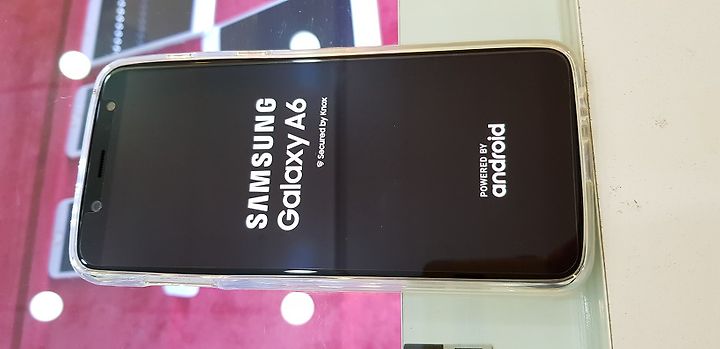 SAMSUNG
Galaxy A6
Secured by Knox
POWERED BY
android